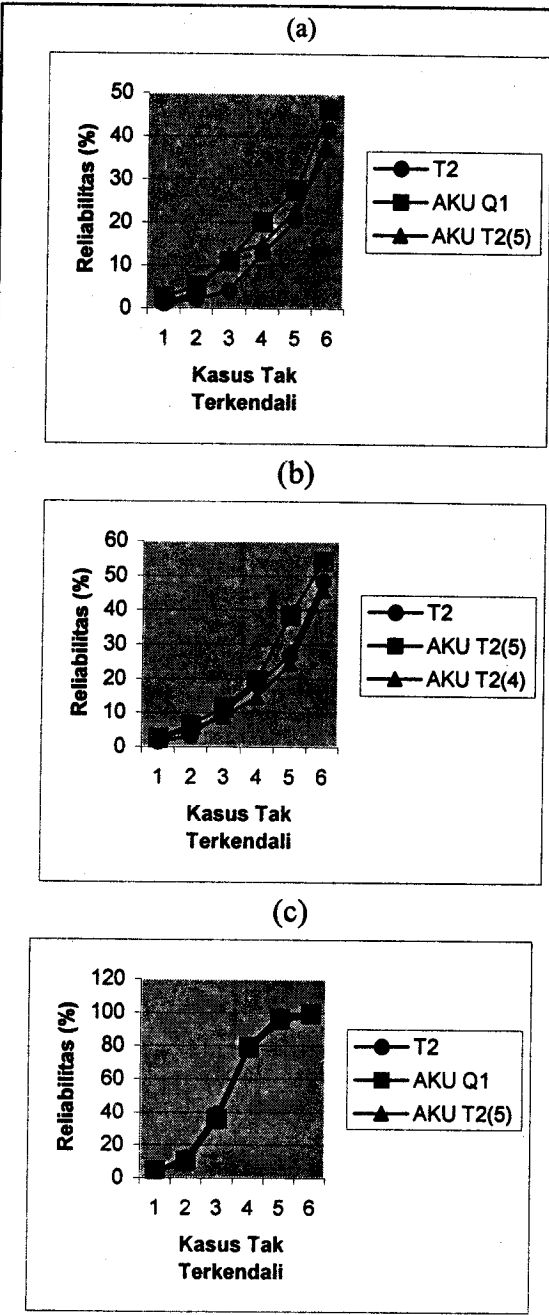 (a)
Reliabilitas (%)
50
40
30
20
10
0
1 2 3 4 5 6
Kasus Tak
Terkendali
T2
AKU Q1
AKU T2(5)
(b)
Reliabilitas (%)
60
50
40
30
20
10
0
1 2 3 4 5 6
Kasus Tak
Terkendali
T2
AKU T2(5)
AKU T2(4)
(c)
Reliabilitas (%)
120
100
80
60
40
20
0
1 2 3 4 5 6
Kasus Tak
Terkendali
T2
AKU Q1
AKU T2(5)